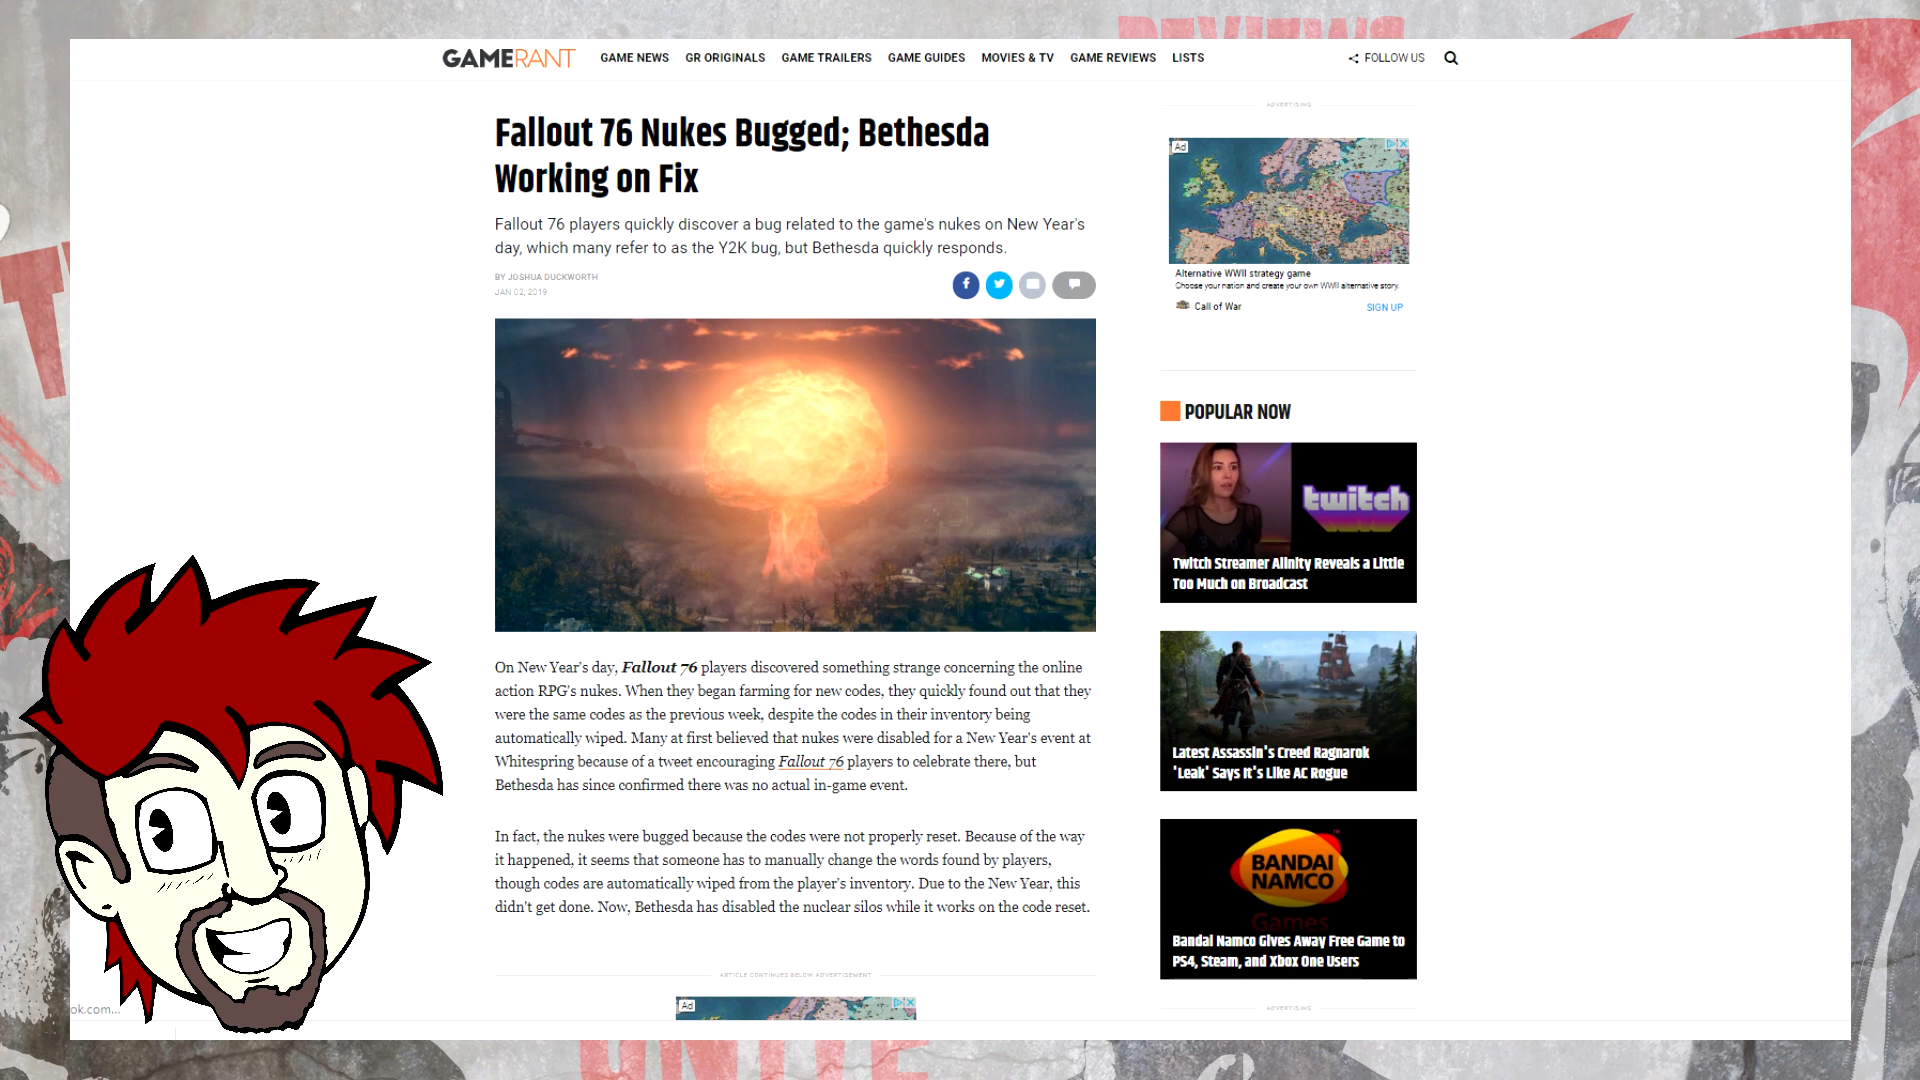 REVIEWS
GAMERANT
GAME NEWS GR ORIGINALS GAME TRAILERS GAME GUIDES MOVIES & TV GAME REVIEWS LISTS
FOLLOW US
Fallout 76 Nukes Bugged; Bethesda
Working on Fix
Fallout 76 players quickly discover a bug related to the game's nukes on New Year's
day, which many refer to as the Y2K bug, but Bethesda quickly responds.
BY JOSHUA DUCKWORTH
JAN 02, 2019
On New Year's day, Fallout 76 players discovered something strange concerning the online
action RPG's nukes. When they began farming for new codes, they quickly found out that they
were the same codes as the previous week, despite the codes in their inventory being
automatically wiped. Many at first believed that nukes were disabled for a New Year's event at
Whitespring because of a tweet encouraging Fallout 76 players to celebrate there, but
Bethesda has since confirmed there was no actual in-game event.
In fact, the nukes were bugged because the codes were not properly reset. Because of the way
it happened, it seems that someone has to manually change the words found by players,
though codes are automatically wiped from the player's inventory. Due to the New Year, this
didn't get done. Now, Bethesda has disabled the nuclear silos while it works on the code reset.
ARTICLE CONTINUES BELOW ADVERTISEMENT
Ad
ok.com...
ADVERTISING
Ad
Alternative WWII strategy game
Choose your nation and create your own WWII alternative story.
Call of War
SIGN UP
POPULAR NOW
twitch
Twitch Streamer Alinity Reveals a Little
Too Much on Broadcast
Latest Assassin's Creed Ragnarok
'Leak' Says It's Like AC Rogue
BANDAI
NAMCO
Games
Bandai Namco Gives Away Free Game to
PS4, Steam, and Xbox One Users
ADVERTISING
UNITE